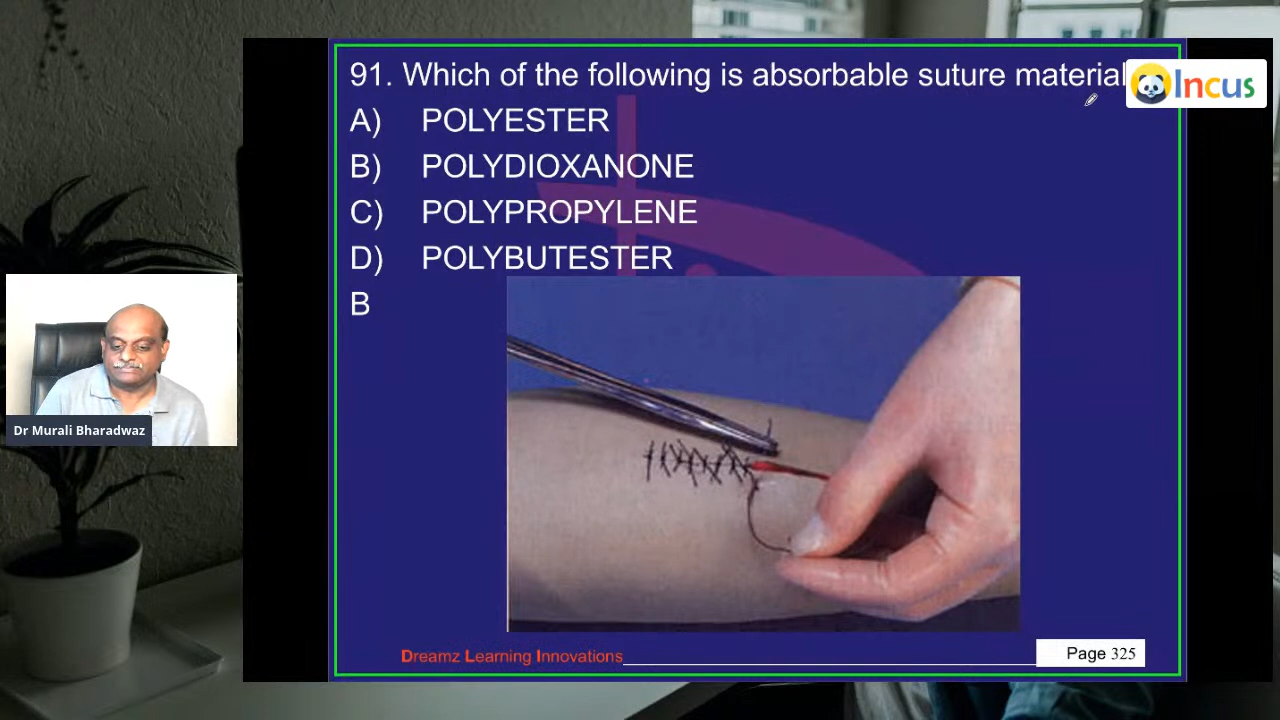 91. Which of the following is absorbable suture material
A) POLYESTER
B) POLYDIOXANONE
C) POLYPROPYLENE
D) POLYBUTESTER
B
Incus
Dr Murali Bharadwaz
Dreamz Learning Innovations
Page 325